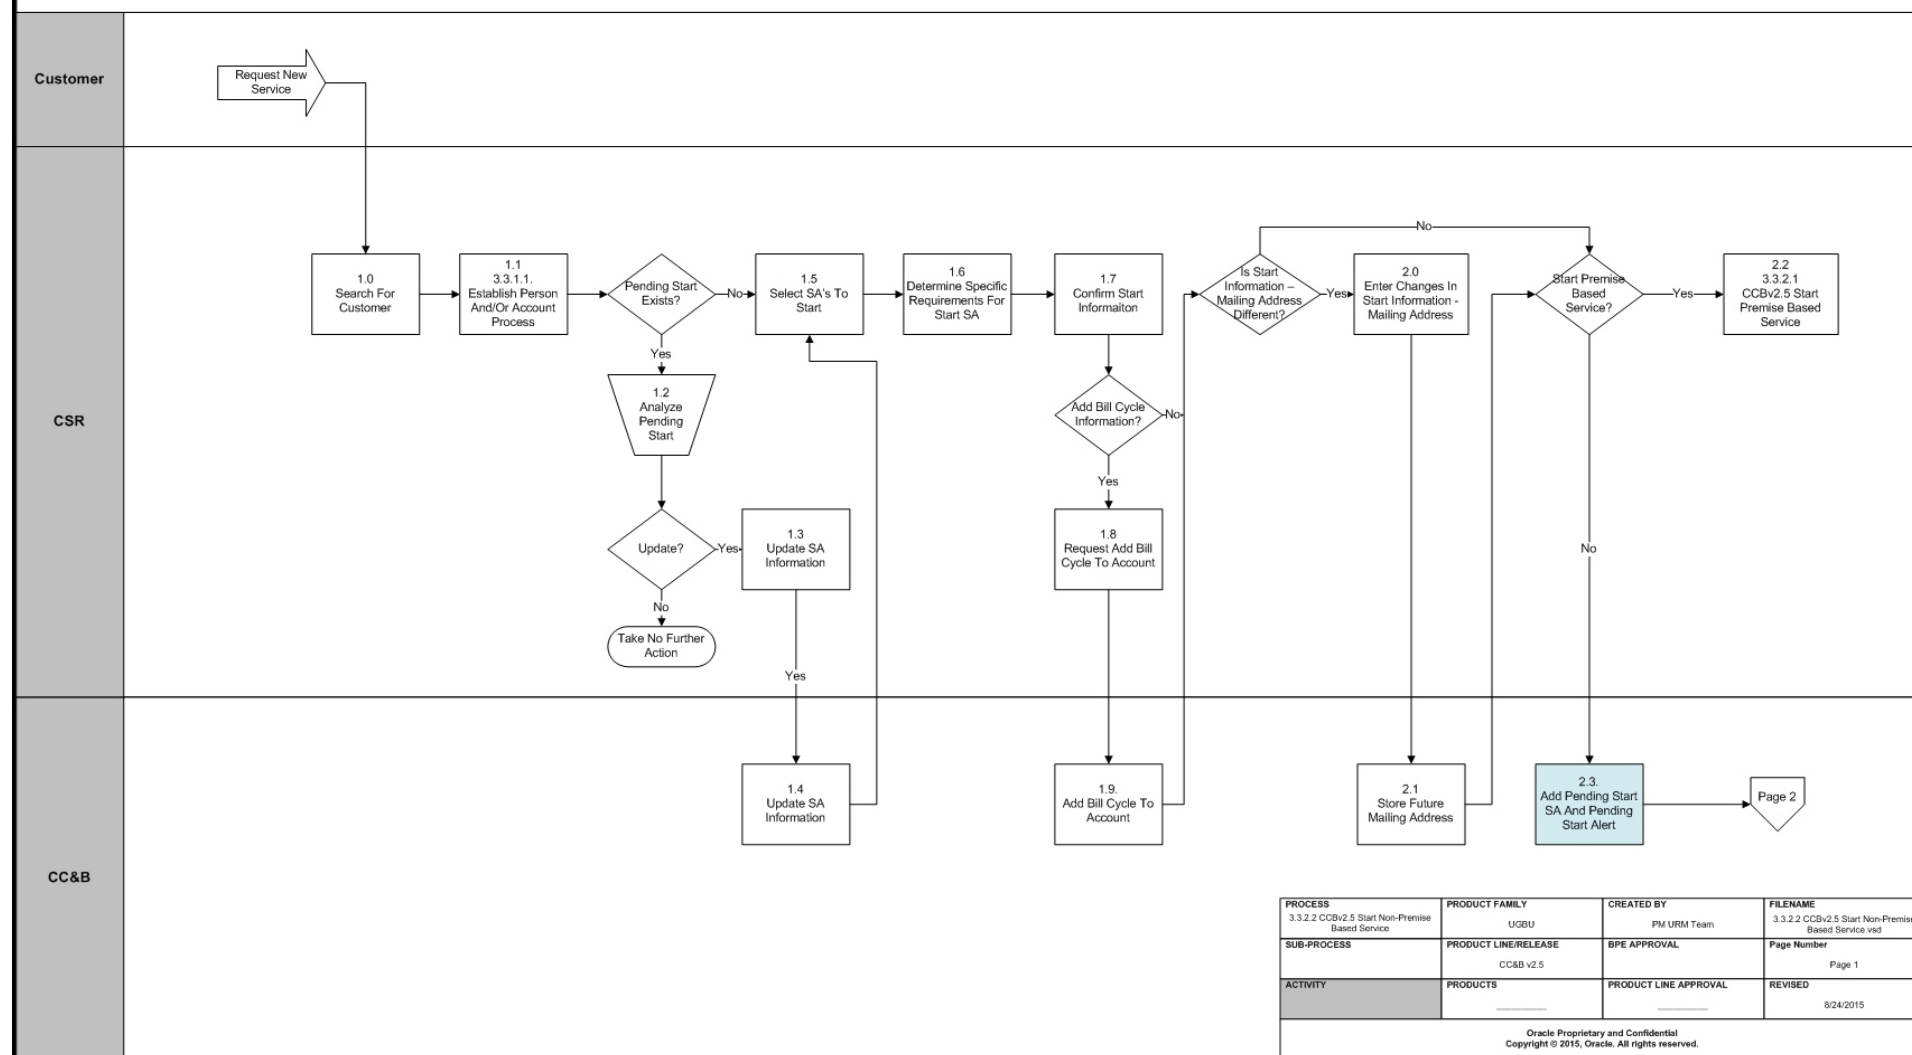 Customer
Request New
Service
CSR
1.0
Search For
Customer
1.1
3.3.1.1.
Establish Person
And/Or Account
Process
Pending Start
Exists?
No
Yes
1.2
Analyze
Pending
Start
Update?
Yes
No
Take No Further
Action
1.3
Update SA
Information
Yes
1.5
Select SA's To
Start
1.6
Determine Specific
Requirements For
Start SA
1.7
Confirm Start
Informaiton
Add Bill Cycle
Information?
No
Yes
1.8
Request Add Bill
Cycle To Account
Is Start
Information –
Mailing Address
Different?
No
Yes
2.0
Enter Changes In
Start Information -
Mailing Address
Start Premise
Based
Service?
Yes
No
2.2
3.3.2.1
CCBv2.5 Start
Premise Based
Service
CC&B
1.4
Update SA
Information
1.9.
Add Bill Cycle To
Account
2.1
Store Future
Mailing Address
2.3.
Add Pending Start
SA And Pending
Start Alert
Page 2
PROCESS
3.3.2.2 CCBv2.5 Start Non-Premise
Based Service
PRODUCT FAMILY
UGBU
CREATED BY
PM URM Team
FILENAME
3.3.2.2 CCBv2.5 Start Non-Premise
Based Service.vsd
SUB-PROCESS
PRODUCT LINE/RELEASE
CC&B v2.5
BPE APPROVAL
Page Number
Page 1
ACTIVITY
PRODUCTS
PRODUCT LINE APPROVAL
REVISED
8/24/2015
Oracle Proprietary and Confidential
Copyright © 2015, Oracle. All rights reserved.